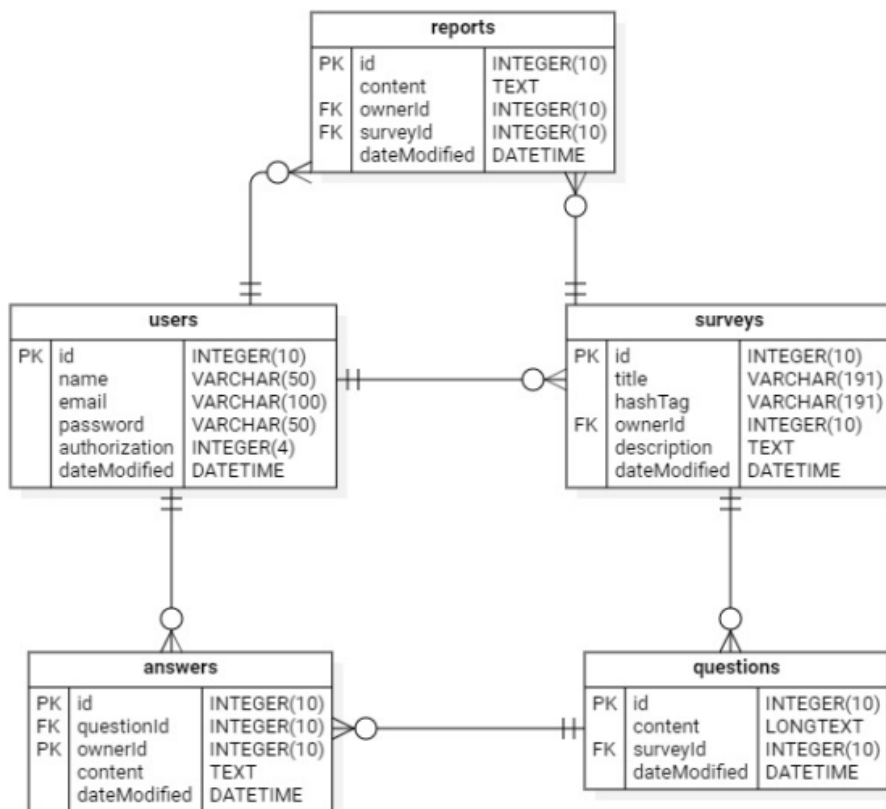 reports
PK id INTEGER(10)
content TEXT
FK ownerId INTEGER(10)
FK surveyId INTEGER(10)
dateModified DATETIME
users
PK id INTEGER(10)
name VARCHAR(50)
email VARCHAR(100)
password VARCHAR(50)
authorization INTEGER(4)
dateModified DATETIME
surveys
PK id INTEGER(10)
title VARCHAR(191)
hashTag VARCHAR(191)
FK ownerId INTEGER(10)
description TEXT
dateModified DATETIME
answers
PK id INTEGER(10)
FK questionId INTEGER(10)
PK ownerId INTEGER(10)
content TEXT
dateModified DATETIME
questions
PK id INTEGER(10)
content LONGTEXT
FK surveyId INTEGER(10)
dateModified DATETIME